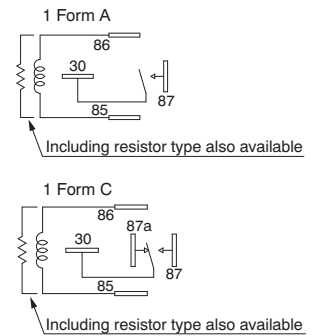 1 Form A
86
30
85
87
Including resistor type also available
1 Form C
86
87a
30
85
87
Including resistor type also available